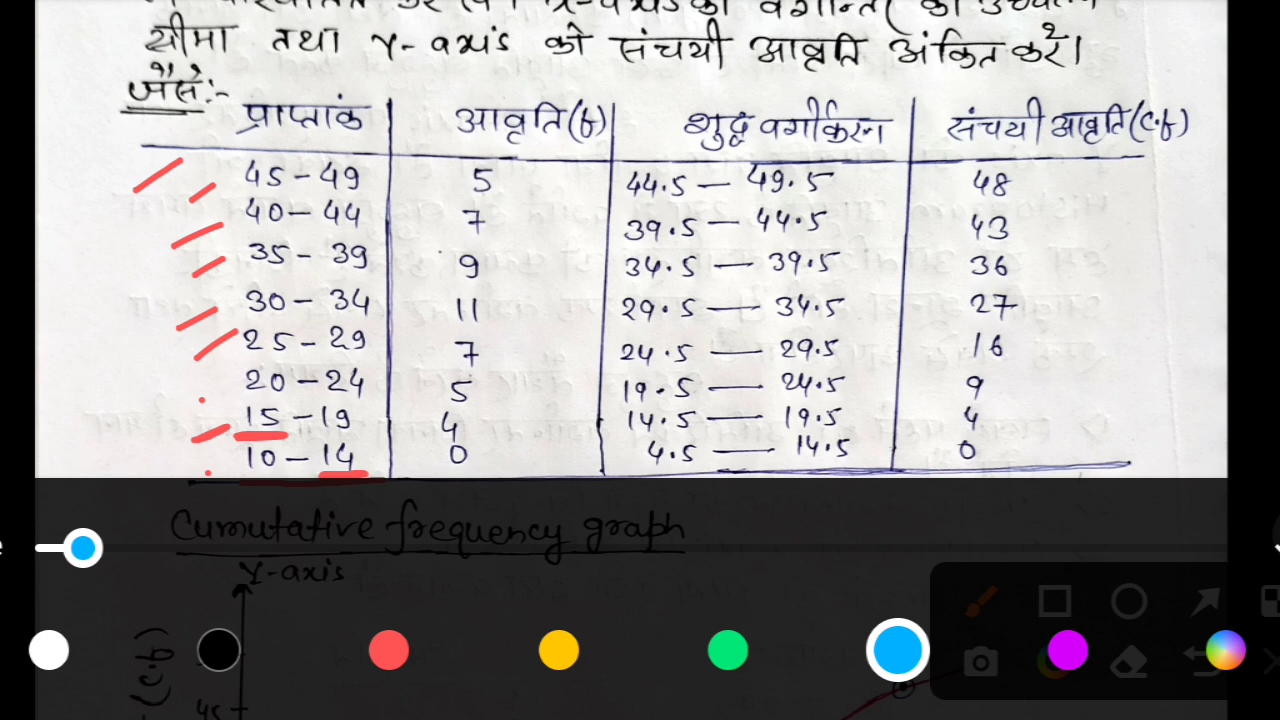 सीमा तथा Y-axis को संचयी आवृति अंकित करे।
जैसे:-
प्राप्तांक आवृति(f) शुद्ध वर्गीकरन संचयी आवृति(c.f)
45-49 5 44.5 — 49.5 48
40-44 7 39.5 — 44.5 43
35-39 9 34.5 — 39.5 36
30-34 11 29.5 — 34.5 27
25-29 7 24.5 — 29.5 16
20-24 5 19.5 — 24.5 9
15-19 4 14.5 — 19.5 4
10-14 0 4.5 — 14.5 0
Cumutative frequency graph
Y-axis
(c.f)
45